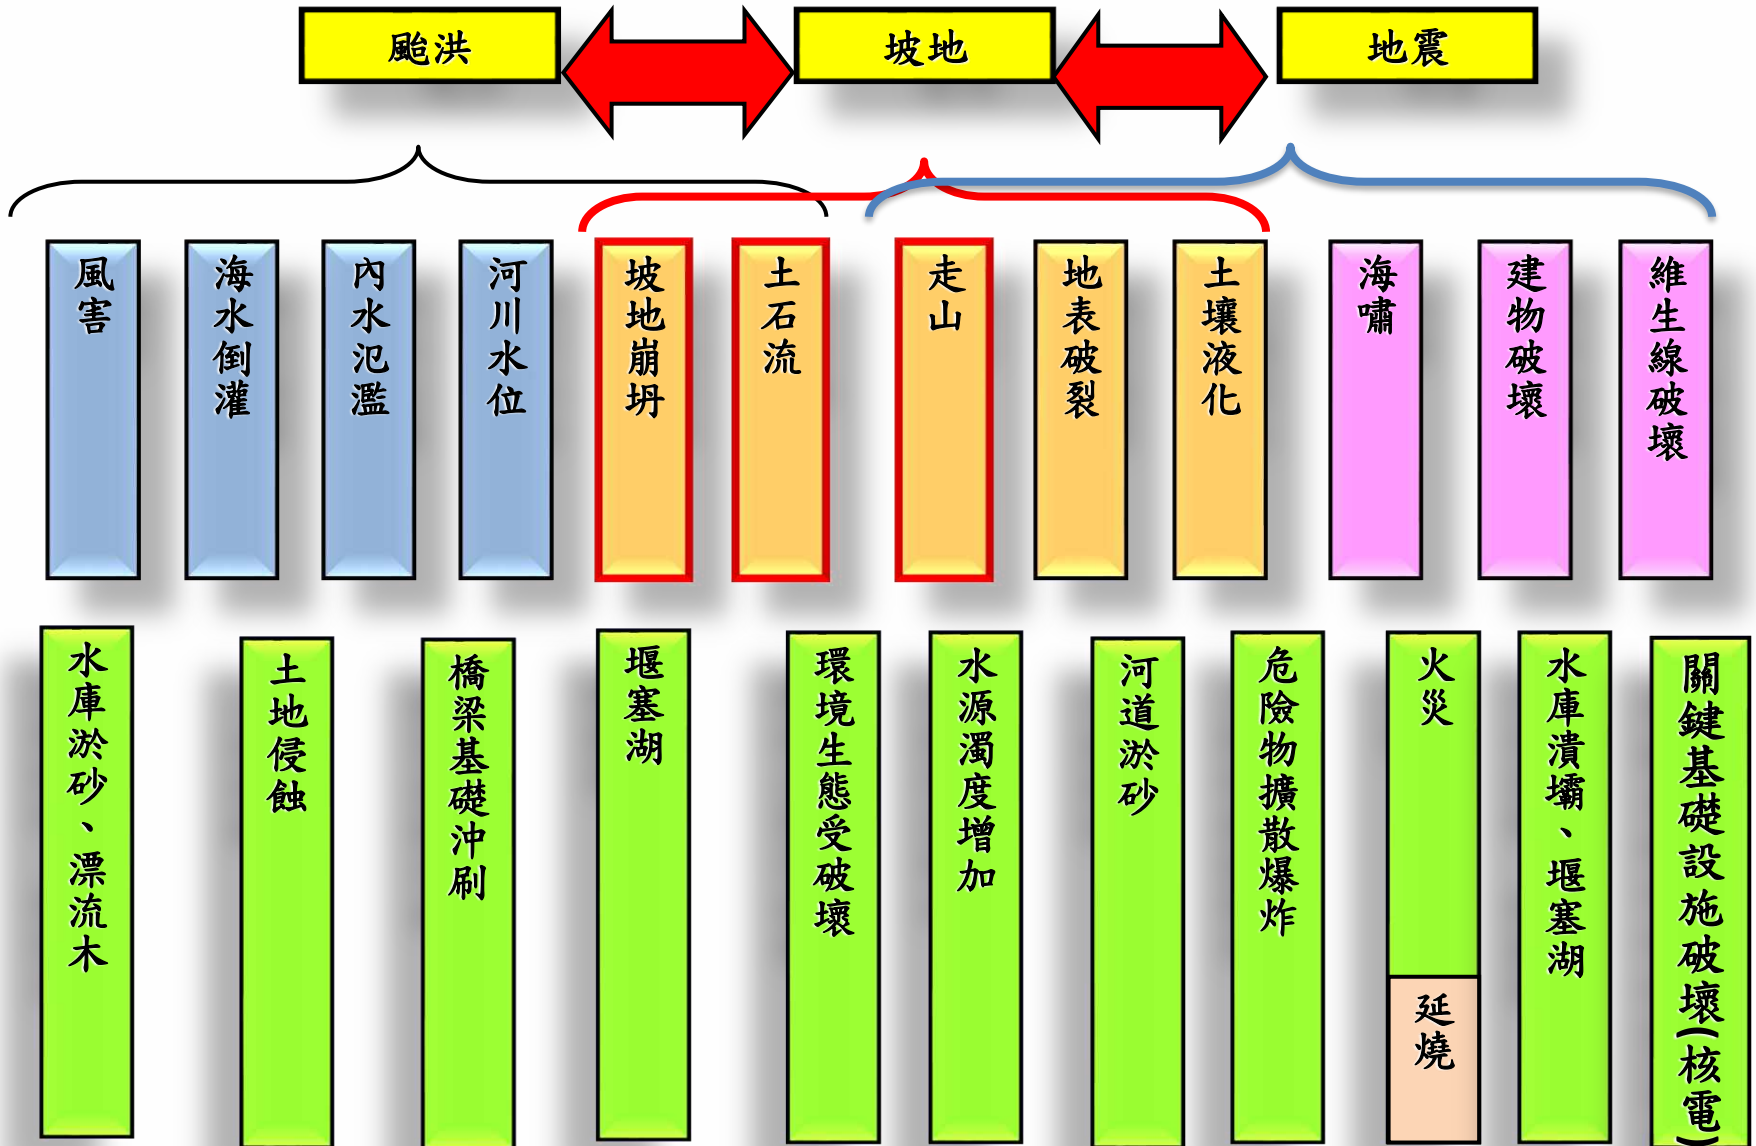 颱洪
坡地
地震
風害
海水倒灌
內水氾濫
河川水位
坡地崩坍
土石流
走山
地表破裂
土壤液化
海嘯
建物破壞
維生線破壞
水庫淤砂、漂流木
土地侵蝕
橋梁基礎沖刷
堰塞湖
環境生態受破壞
水源濁度增加
河道淤砂
危險物擴散爆炸
火災
延燒
水庫潰壩、堰塞湖
關鍵基礎設施破壞(核電)